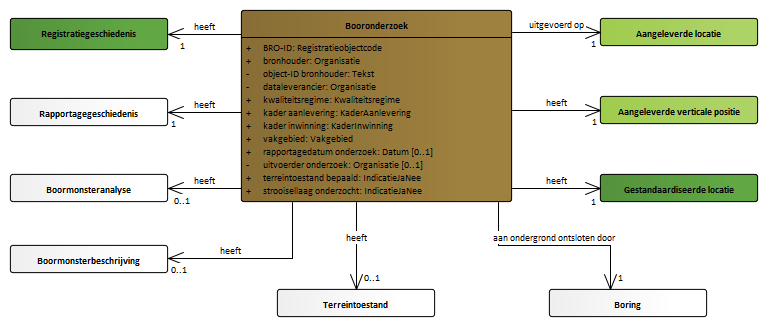 Booronderzoek
+ BRO-ID: Registratieobjectcode
+ bronhouder: Organisatie
- object-ID bronhouder: Tekst
- dataleverancier: Organisatie
+ kwaliteitsregime: Kwaliteitsregime
+ kader aanlevering: KaderAanlevering
+ kader inwinning: KaderInwinning
+ vakgebied: Vakgebied
+ rapportagedatum onderzoek: Datum [0..1]
- uitvoerder onderzoek: Organisatie [0..1]
+ terreintoestand bepaald: IndicatieJaNee
+ strooisellaag onderzocht: IndicatieJaNee
Registratiegeschiedenis
heeft
1
Rapportagegeschiedenis
heeft
1
Boormonsteranalyse
heeft
0..1
Boormonsterbeschrijving
heeft
0..1
uitgevoerd op
1
Aangeleverde locatie
heeft
1
Aangeleverde verticale positie
heeft
1
Gestandaardiseerde locatie
heeft
0..1
Terreintoestand
aan ondergrond ontsloten door
1
Boring